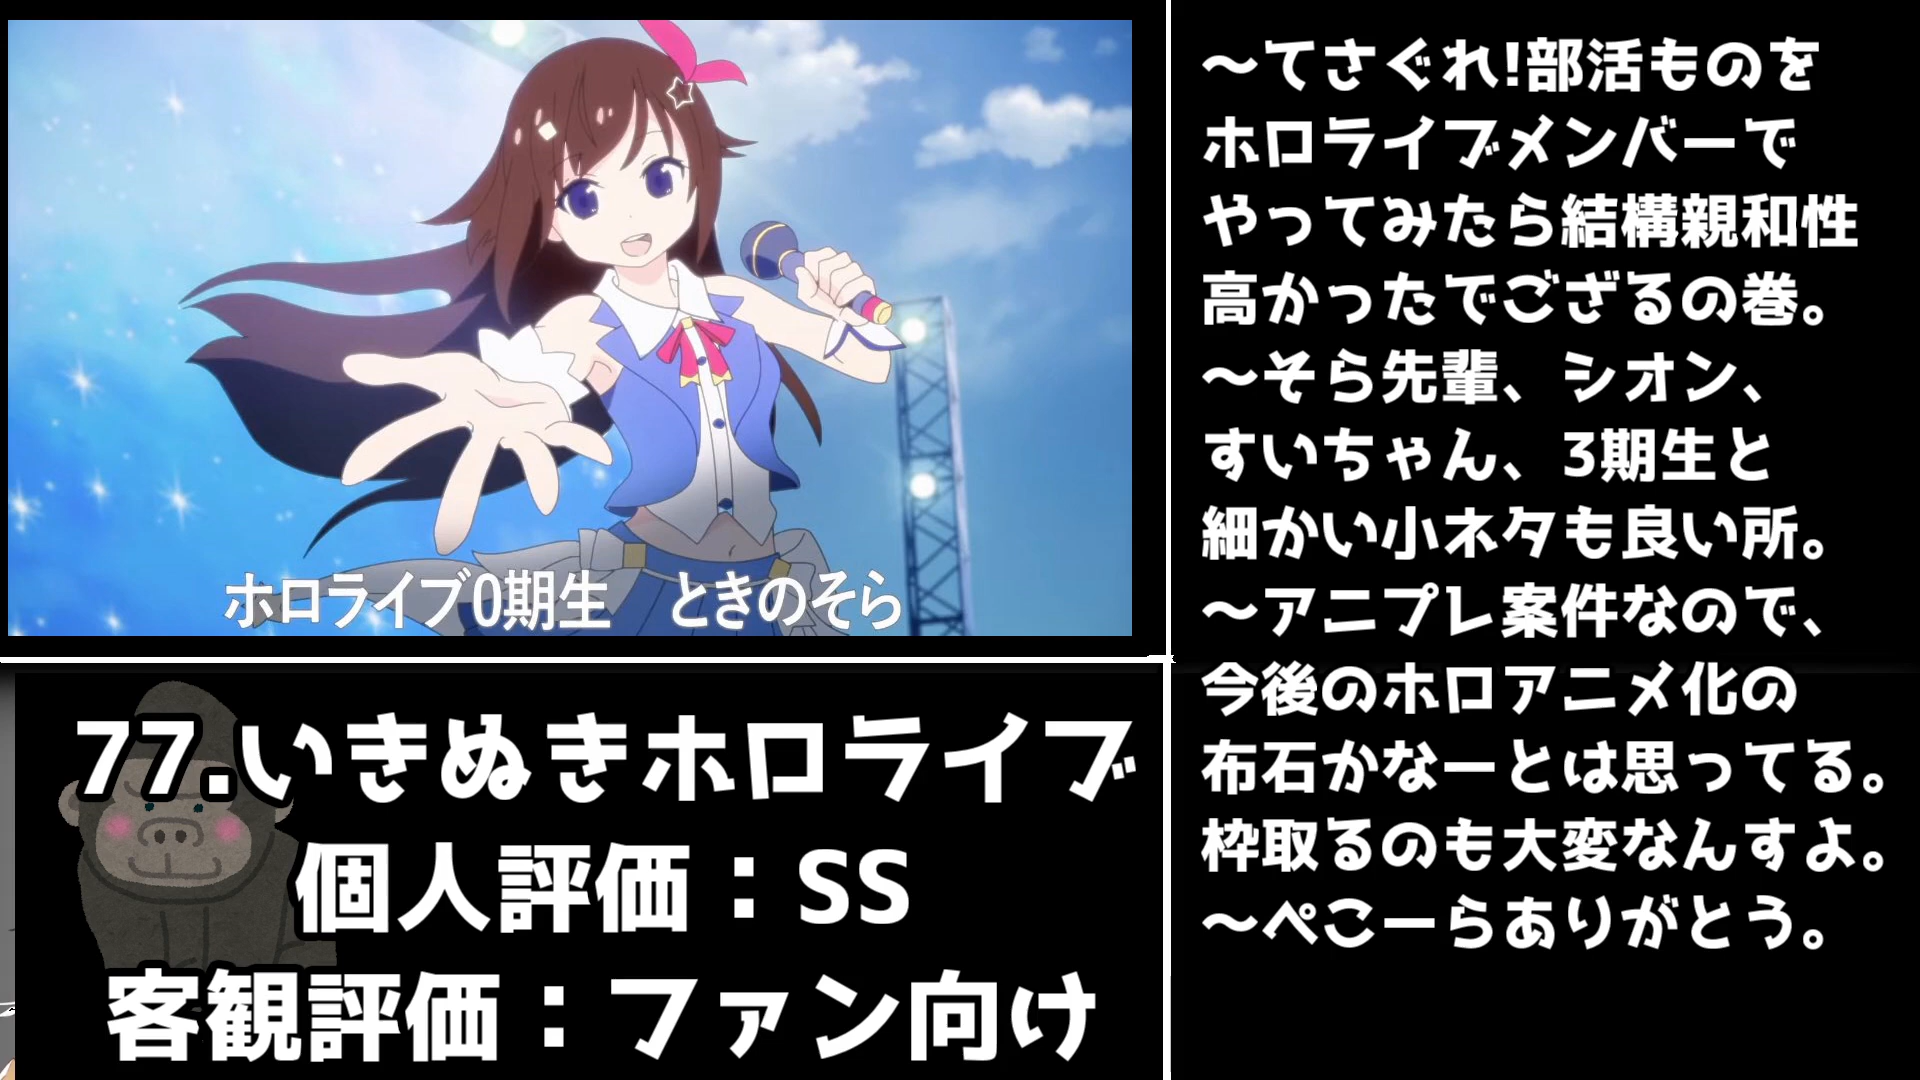 ホロライブ0期生　ときのそら
77.いきぬきホロライブ
個人評価：SS
客観評価：ファン向け
～てさぐれ!部活ものを
ホロライブメンバーで
やってみたら結構親和性
高かったでござるの巻。
～そら先輩、シオン、
すいちゃん、3期生と
細かい小ネタも良い所。
～アニプレ案件なので、
今後のホロアニメ化の
布石かなーとは思ってる。
枠取るのも大変なんすよ。
～ぺこーらありがとう。